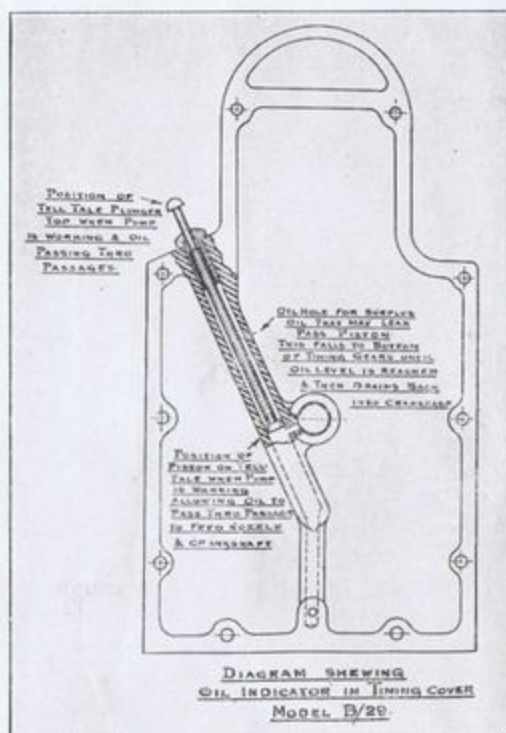 POSITION OF
TELL TALE PLUNGER
TOP WHEN PUMP
IS WORKING & OIL
PASSING THRO
PASSAGES
OIL HOLE FOR SURPLUS
OIL THAT MAY LEAK
PASS PISTON
THIS FALLS TO BOTTOM
OF TIMING GEARS UNTIL
OIL LEVEL IS REACHED
& THEN DRAINS BACK
INTO CRANKCASE
POSITION OF
PISTON ON TELL
TALE WHEN PUMP
IS WORKING
ALLOWING OIL TO
PASS THRO PASSAGE
TO FEED NOZZLE
& CRANKSHAFT
DIAGRAM SHEWING
OIL INDICATOR IN TIMING COVER
MODEL B/29.